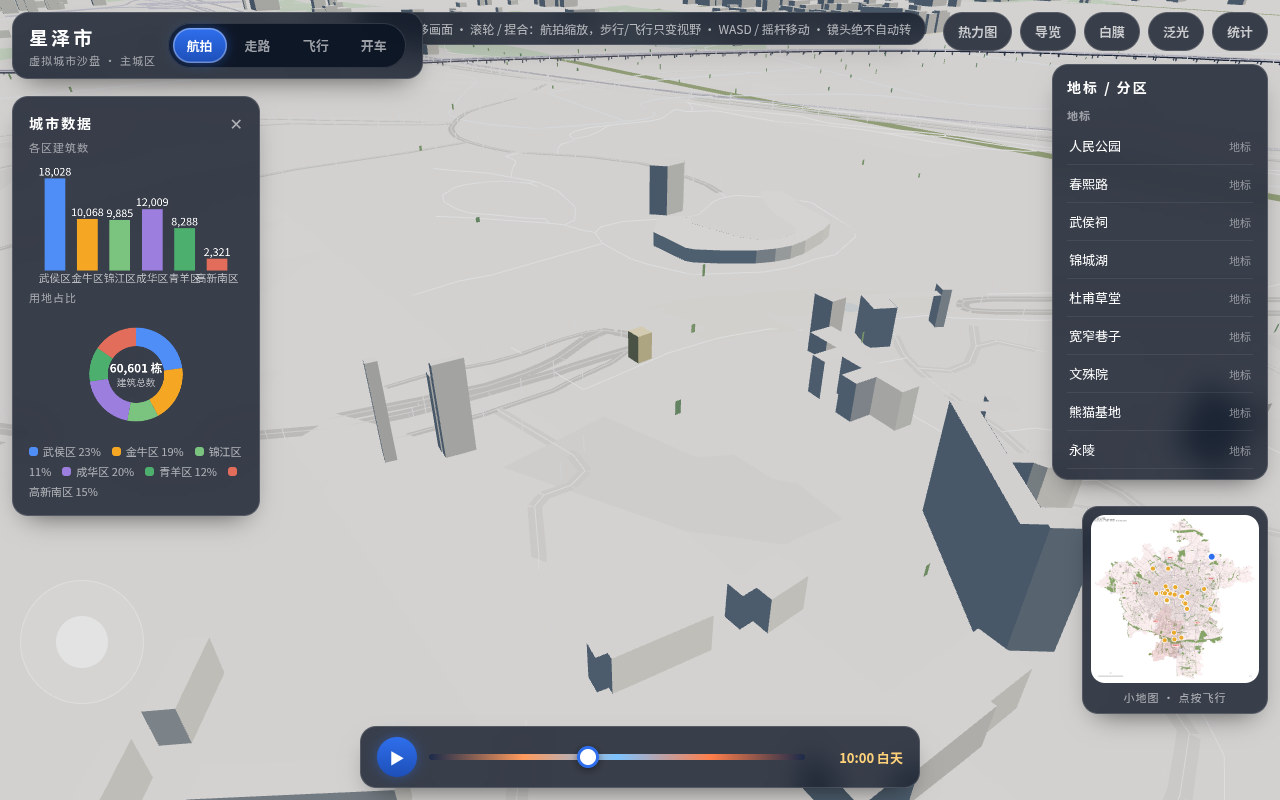 星泽市
虚拟城市沙盘 · 主城区
航拍
走路
飞行
开车
移画面 · 滚轮 / 捏合：航拍缩放，步行/飞行只变视野 · WASD / 摇杆移动 · 镜头绝不自动转
热力图
导览
白膜
泛光
统计
城市数据
×
各区建筑数
18,028
10,068
9,885
12,009
8,288
2,321
武侯区
金牛区
锦江区
成华区
青羊区
高新南区
用地占比
60,601 栋
建筑总数
武侯区 23% 金牛区 19% 锦江区
11% 成华区 20% 青羊区 12%
高新南区 15%
地标 / 分区
地标
人民公园 地标
春熙路 地标
武侯祠 地标
锦城湖 地标
杜甫草堂 地标
宽窄巷子 地标
文殊院 地标
熊猫基地 地标
永陵 地标
小地图 · 点按飞行
10:00 白天